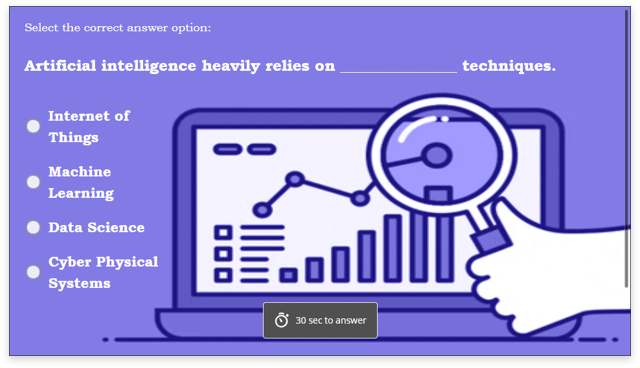 Select the correct answer option:
Artificial intelligence heavily relies on ________________ techniques.
Internet of
Things
Machine
Learning
Data Science
Cyber Physical
Systems
30 sec to answer